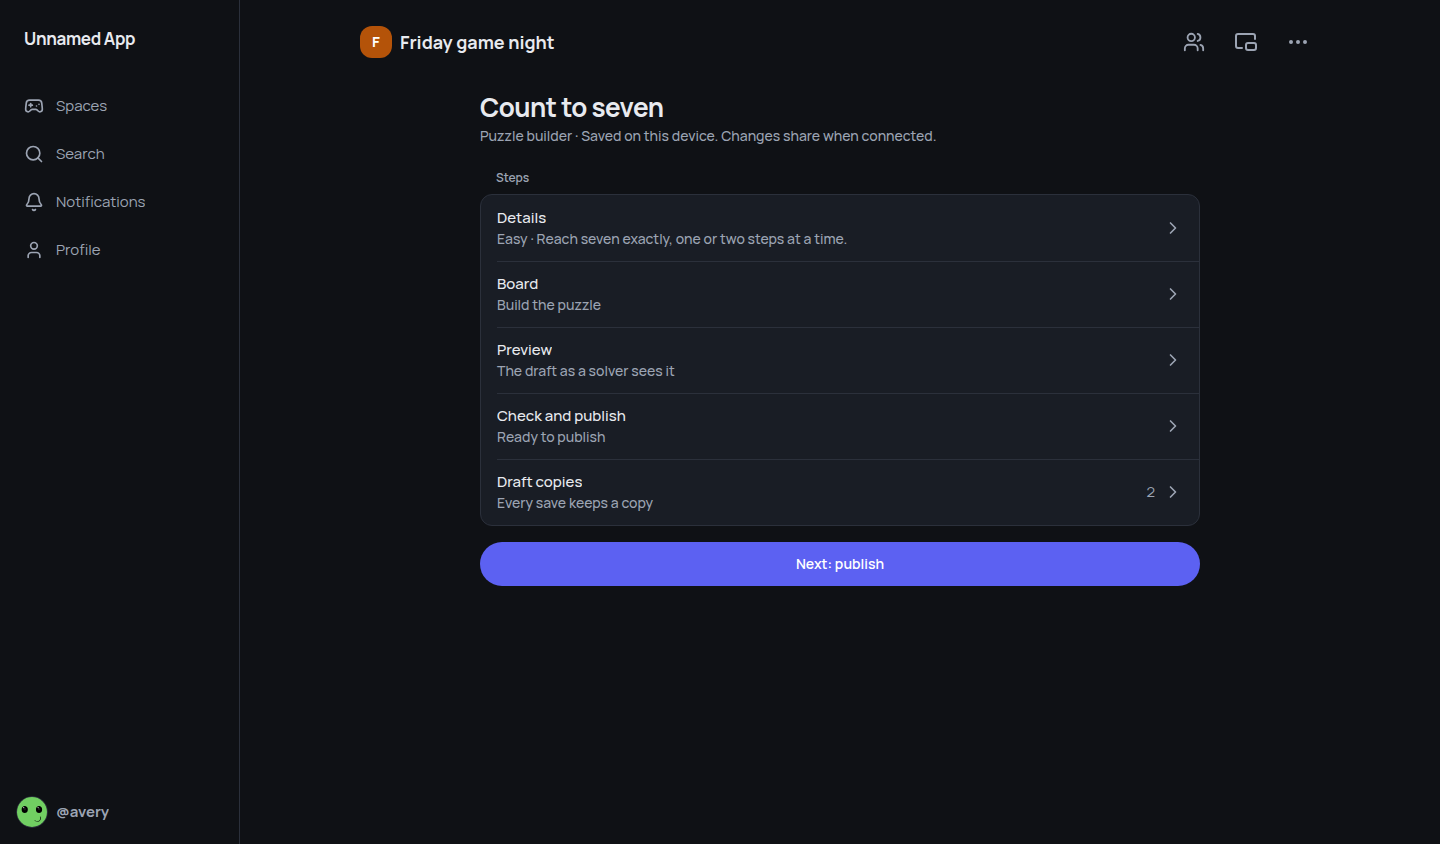 Unnamed App
Spaces
Search
Notifications
Profile
@avery
F Friday game night
Count to seven
Puzzle builder · Saved on this device. Changes share when connected.
Steps
Details
Easy · Reach seven exactly, one or two steps at a time.
Board
Build the puzzle
Preview
The draft as a solver sees it
Check and publish
Ready to publish
Draft copies
Every save keeps a copy
2
Next: publish